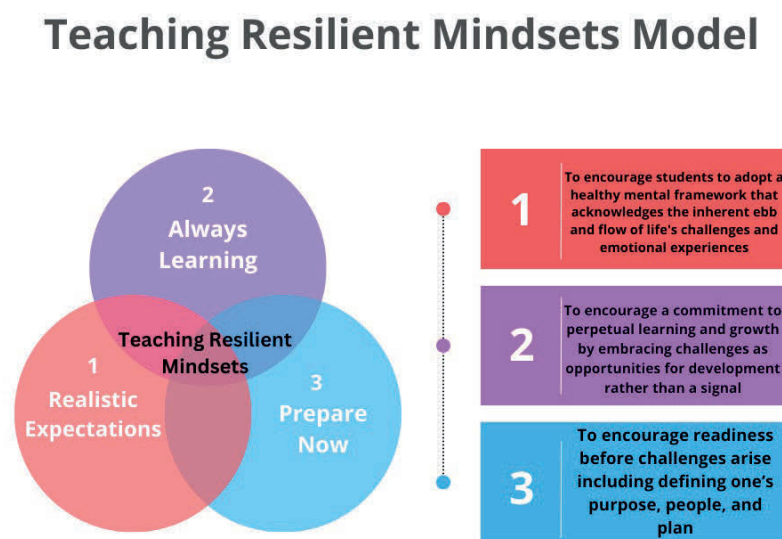 Teaching Resilient Mindsets Model
2
Always
Learning
Teaching Resilient
Mindsets
1
Realistic
Expectations
3
Prepare
Now
1
To encourage students to adopt a
healthy mental framework that
acknowledges the inherent ebb
and flow of life's challenges and
emotional experiences
2
To encourage a commitment to
perpetual learning and growth
by embracing challenges as
opportunities for development
rather than a signal
3
To encourage readiness
before challenges arise
including defining one’s
purpose, people, and
plan